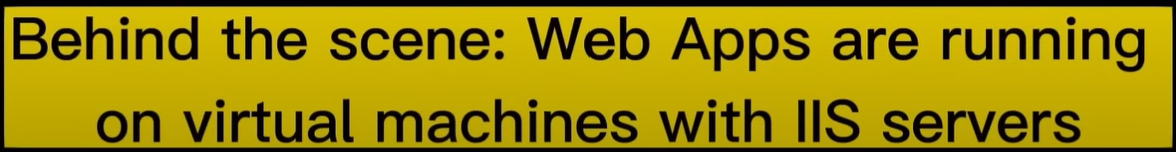 Behind the scene: Web Apps are running
on virtual machines with IIS servers